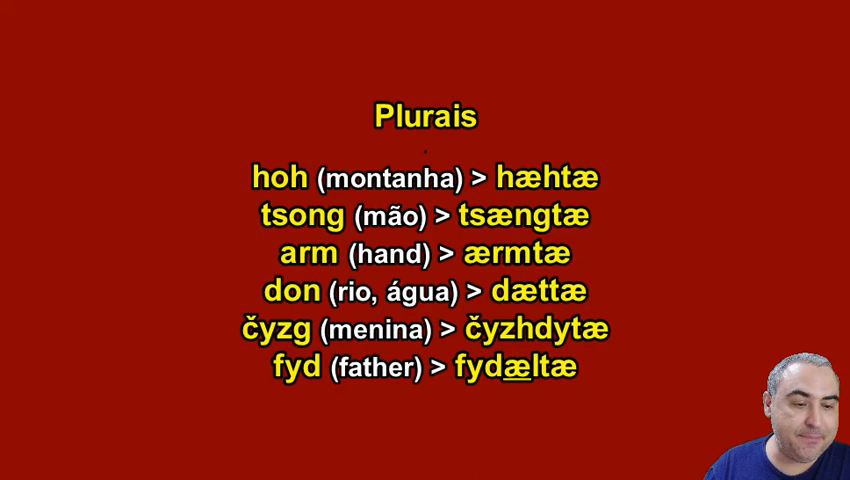 Plurais
hoh (montanha) > hæhtæ
tsong (mão) > tsængtæ
arm (hand) > ærmtæ
don (rio, água) > dættæ
čyzg (menina) > čyzhdytæ
fyd (father) > fydæltæ